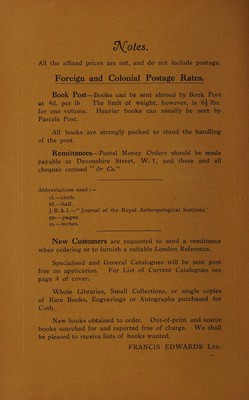 Notes.
All the affixed prices are net, and do not include postage.
Foreign and Colonial Postage Rates.
Book Post—Books can be sent abroad by Book Post
at 4d. per lb The limit of weight, however, is 6½ lbs.
for one volume. Heavier books can usually be sent by
Parcels Post.
All books are strongly packed to stand the handling
of the post.
Remittances—Postal Money Orders should be made
payable at Devonshire Street, W.1, and these and all
cheques crossed "& Co."
Abbreviations used:—
cl.—cloth
hf.—half.
J.R.A.I.—"Journal of the Royal Anthropological Institute."
pp.—pages.
in.—inches.
New Customers are requested to send a remittance
when ordering or to furnish a suitable London Reference.
Specialised and General Catalogues will be sent post
free on application. For List of Current Catalogues see
page 4 of cover.
Whole Libraries, Small Collections, or single copies
of Rare Books, Engravings or Autographs purchased for
Cash.
New books obtained to order. Out-of-print and scarce
books searched for and reported free of charge. We shall
be pleased to receive lists of books wanted.
FRANCIS EDWARDS LTD.